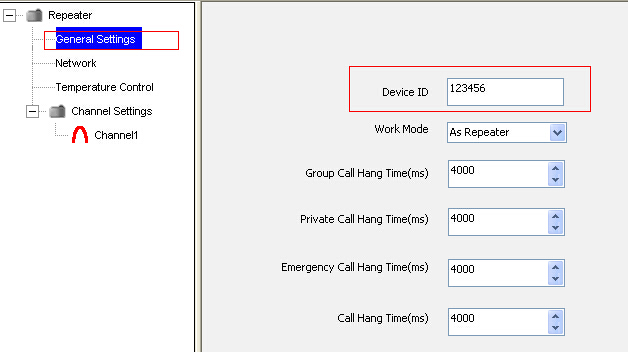 Repeater
General Settings
Network
Temperature Control
Channel Settings
Channel1
Device ID 123456
Work Mode As Repeater
Group Call Hang Time(ms) 4000
Private Call Hang Time(ms) 4000
Emergency Call Hang Time(ms) 4000
Call Hang Time(ms) 4000